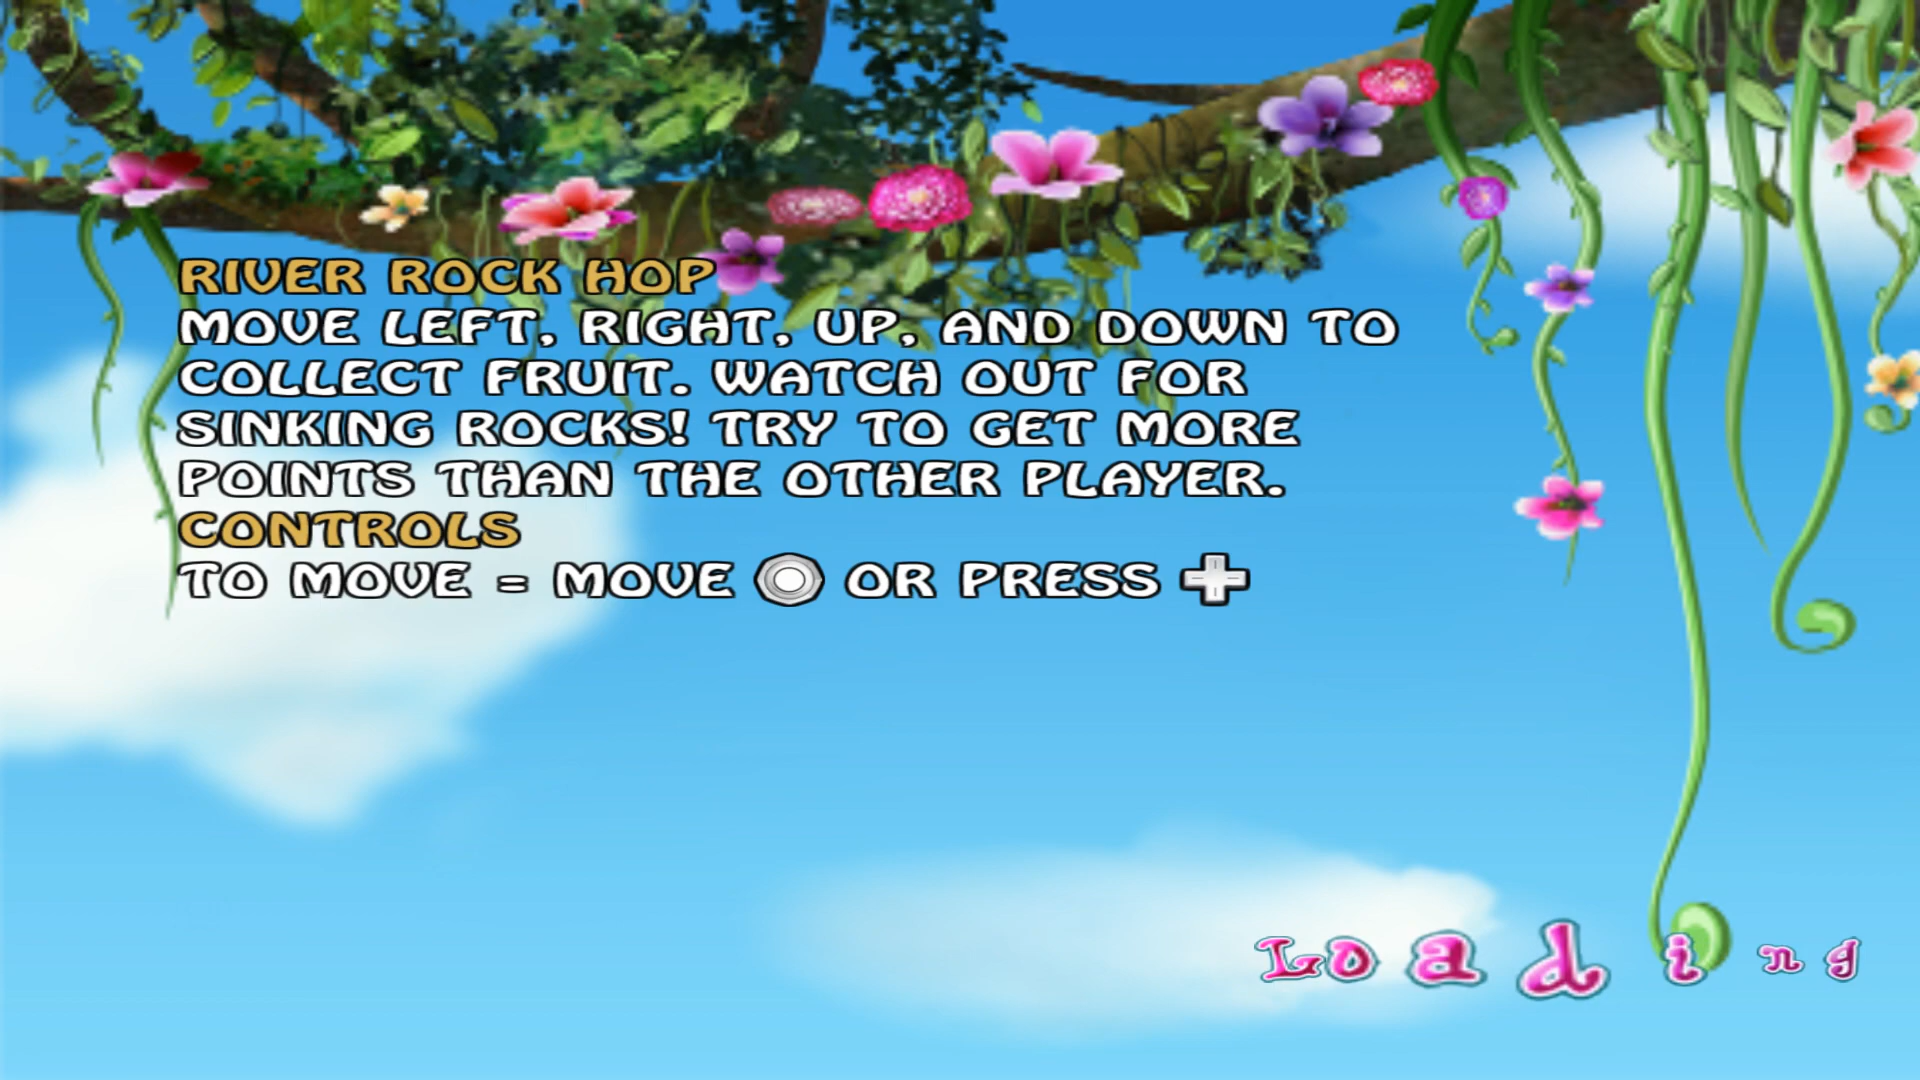 RIVER ROCK HOP
MOVE LEFT, RIGHT, UP, AND DOWN TO
COLLECT FRUIT. WATCH OUT FOR
SINKING ROCKS! TRY TO GET MORE
POINTS THAN THE OTHER PLAYER.
CONTROLS
TO MOVE = MOVE OR PRESS
Loading